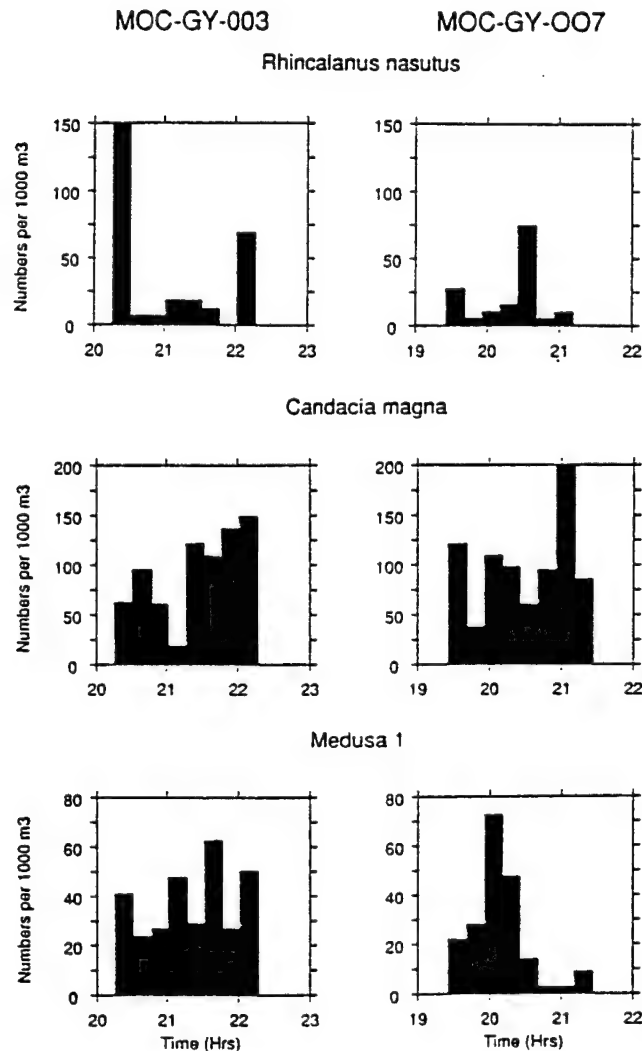 MOC-GY-003 MOC-GY-OO7
Rhincalanus nasutus
Numbers per 1000 m3
150
100
50
0
20 21 22 23
150
100
50
0
19 20 21 22
Candacia magna
Numbers per 1000 m3
200
150
100
50
0
20 21 22 23
200
150
100
50
0
19 20 21 22
Medusa 1
Numbers per 1000 m3
80
60
40
20
0
20 21 22 23
Time (Hrs)
80
60
40
20
0
19 20 21 22
Time (Hrs)